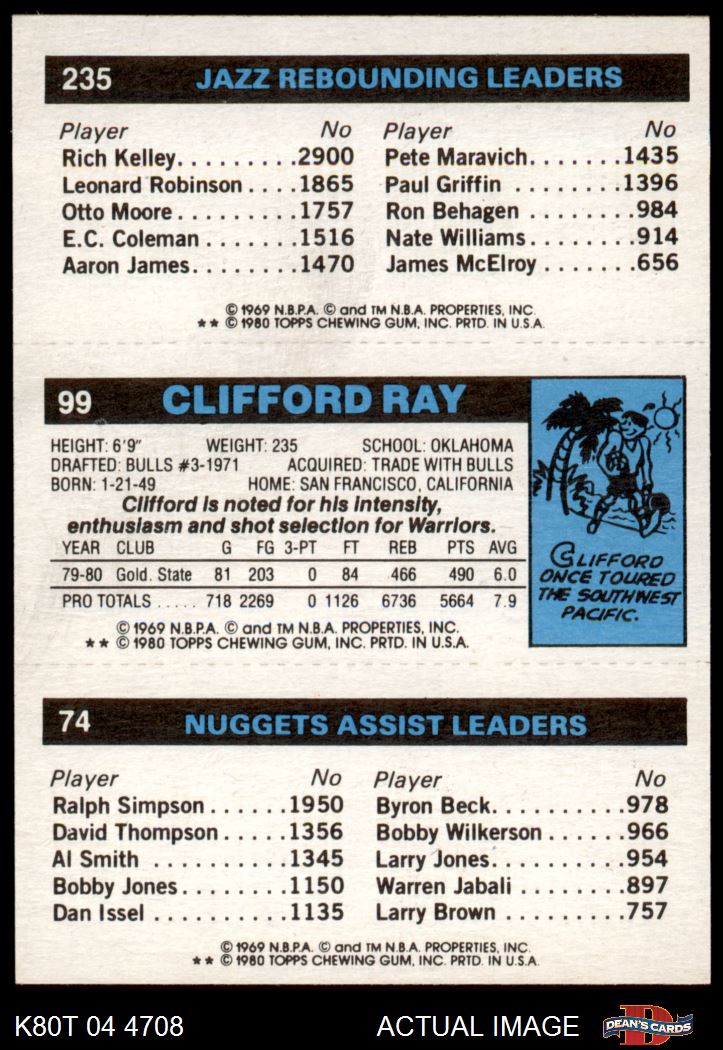 235 JAZZ REBOUNDING LEADERS
Player No Player No
Rich Kelley.........2900 Pete Maravich.......1435
Leonard Robinson....1865 Paul Griffin ........1396
Otto Moore.........1757 Ron Behagen ........984
E.C. Coleman.......1516 Nate Williams.......914
Aaron James........1470 James McElroy.......656
© 1969 N.B.P.A. © and TM N.B.A. PROPERTIES, INC.
** © 1980 TOPPS CHEWING GUM, INC. PRTD. IN U.S.A.
99 CLIFFORD RAY
HEIGHT: 6'9" WEIGHT: 235 SCHOOL: OKLAHOMA
DRAFTED: BULLS #3-1971 ACQUIRED: TRADE WITH BULLS
BORN: 1-21-49 HOME: SAN FRANCISCO, CALIFORNIA
Clifford is noted for his intensity,
enthusiasm and shot selection for Warriors.
YEAR CLUB G FG 3-PT FT REB PTS AVG
79-80 Gold. State 81 203 0 84 466 490 6.0
PRO TOTALS ..... 718 2269 0 1126 6736 5664 7.9
© 1969 N.B.P.A. © and TM N.B.A. PROPERTIES, INC.
** © 1980 TOPPS CHEWING GUM, INC. PRTD. IN U.S.A.
CLIFFORD
ONCE TOURED
THE SOUTHWEST
PACIFIC.
74 NUGGETS ASSIST LEADERS
Player No Player No
Ralph Simpson......1950 Byron Beck..........978
David Thompson.....1356 Bobby Wilkerson......966
Al Smith ..........1345 Larry Jones..........954
Bobby Jones........1150 Warren Jabali ........897
Dan Issel ..........1135 Larry Brown .........757
© 1969 N.B.P.A. © and TM N.B.A. PROPERTIES, INC.
** © 1980 TOPPS CHEWING GUM, INC. PRTD. IN U.S.A.
K80T 04 4708 ACTUAL IMAGE D DEAN'S CARDS